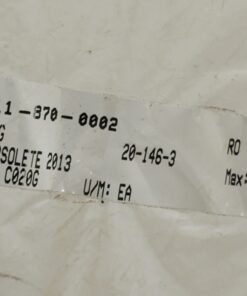 1-870-0002
G
SOLETE 2013 20-146-3 RO
C020G U/M: EA Max: